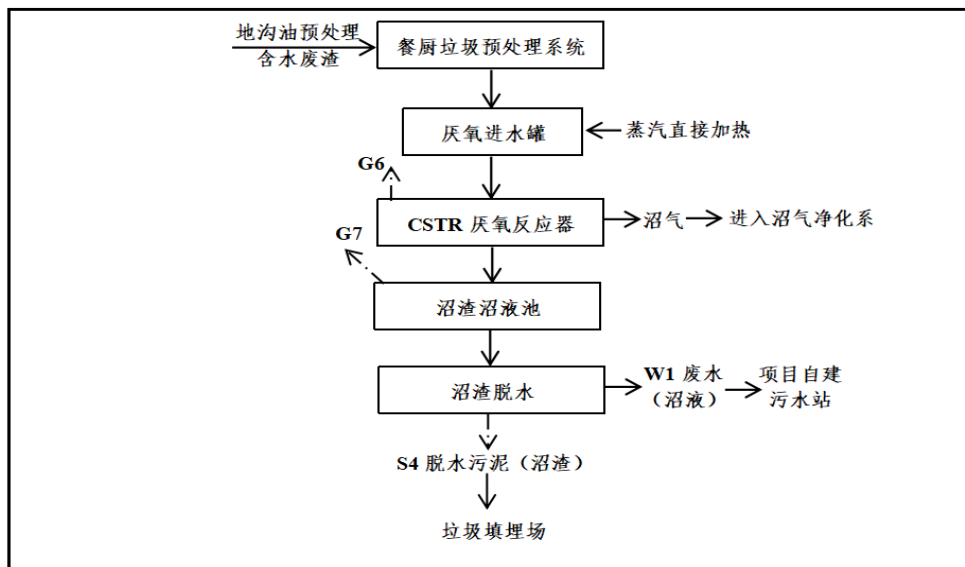 地沟油预处理
含水废渣
餐厨垃圾预处理系统
厌氧进水罐
蒸汽直接加热
G6
CSTR 厌氧反应器
沼气
进入沼气净化系
G7
沼渣沼液池
沼渣脱水
W1 废水
（沼液）
项目自建
污水站
S4 脱水污泥（沼渣）
垃圾填埋场